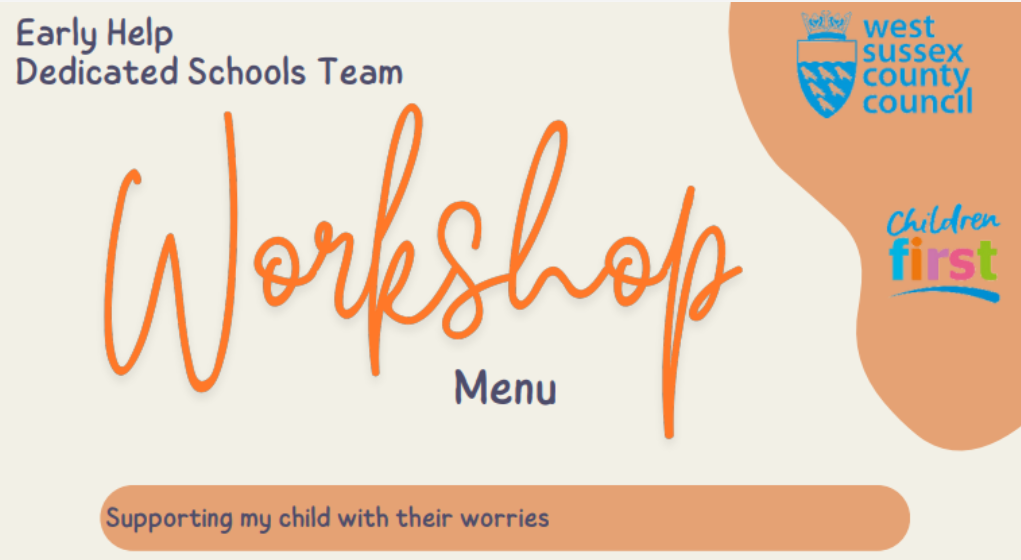 Early Help
Dedicated Schools Team
west
sussex
county
council
Workshop
Children
first
Menu
Supporting my child with their worries